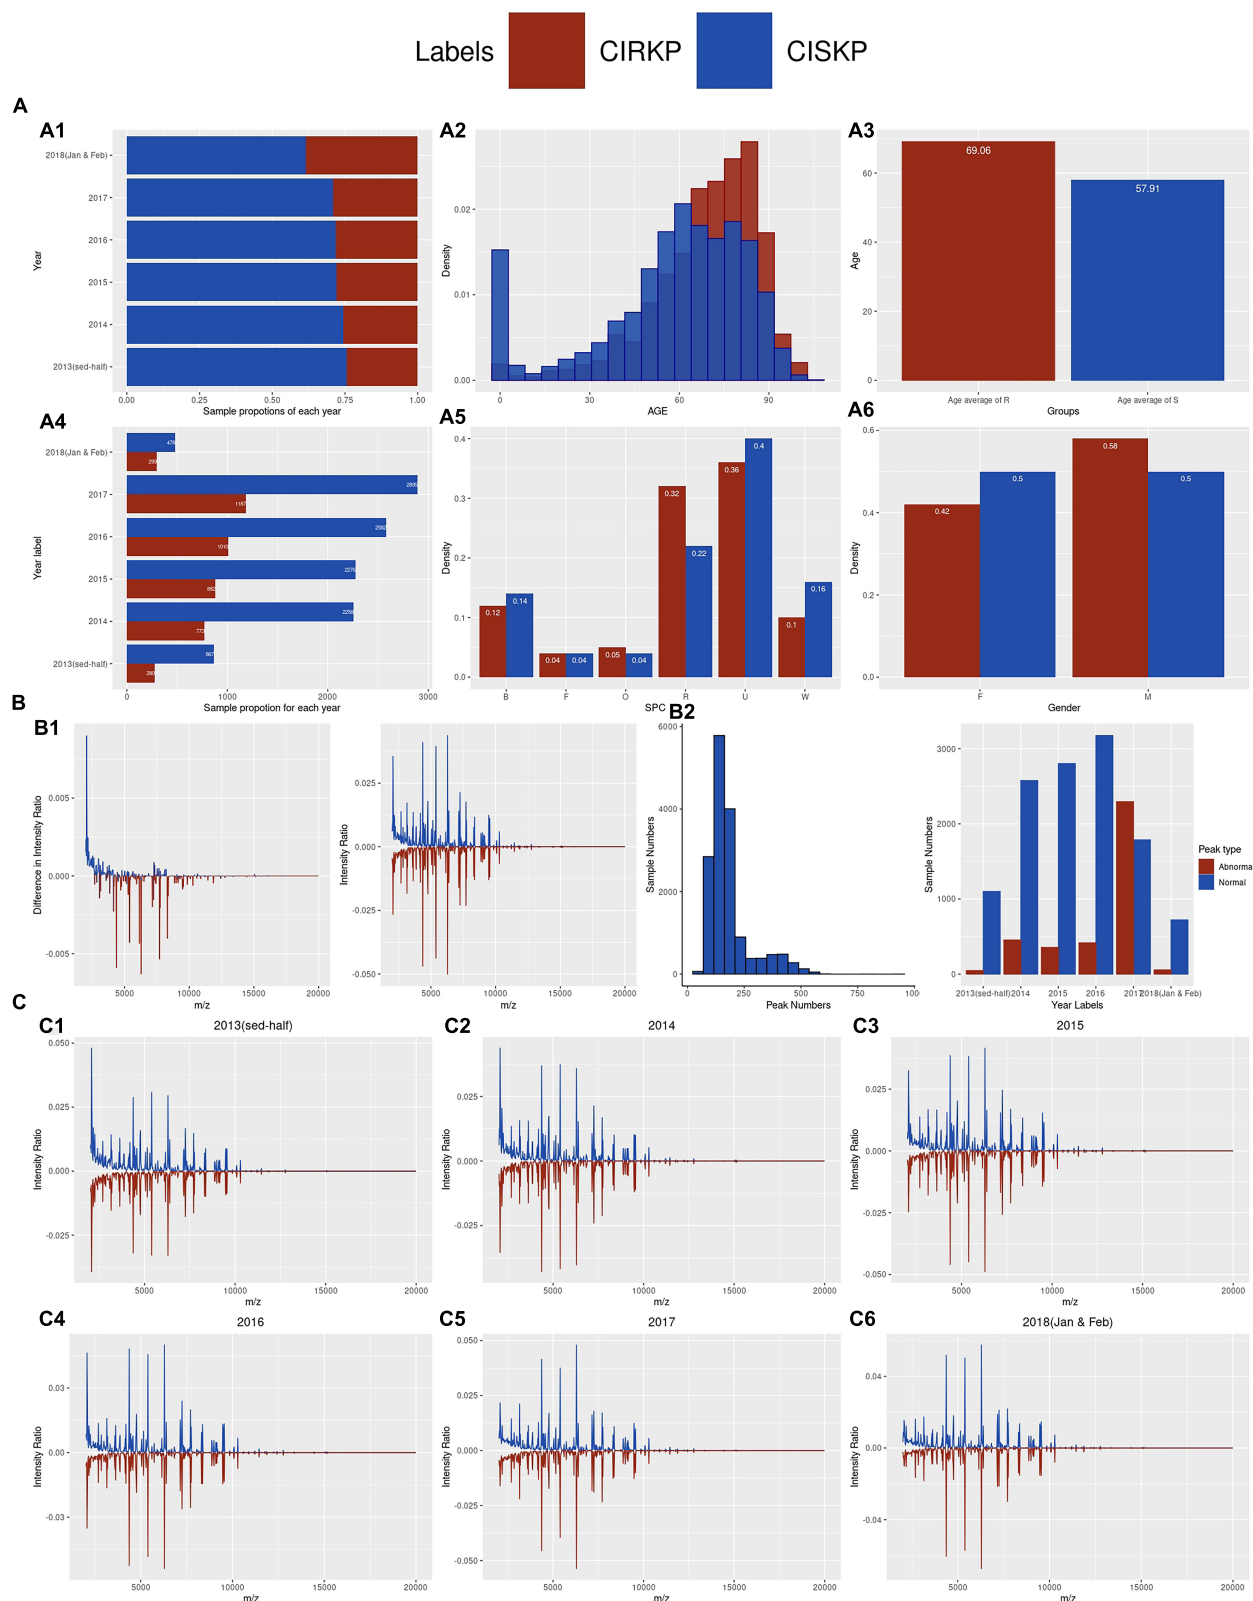 Labels CIRKP CISKP
A
A1
2018(Jan & Feb)
2017
2016
2015
2014
2013(sed-half)
Year
0.00 0.25 0.50 0.75 1.00
Sample propotions of each year
A2
0.02
0.01
0.00
Density
0 30 60 90
AGE
A3
69.06
57.91
60
40
20
0
Age
Age average of R Age average of S
Groups
A4
2018(Jan & Feb)
2017
2016
2015
2014
2013(sed-half)
Year label
478
299
2895
1187
2582
1010
2276
882
2258
773
867
280
0 1000 2000 3000
Sample propotion for each year
A5
0.4
0.3
0.2
0.1
0.0
Density
0.12 0.14 0.04 0.04 0.05 0.04 0.32 0.22 0.36 0.4 0.1 0.16
B F O R U W
SPC
A6
0.6
0.4
0.2
0.0
Density
0.42 0.5 0.58 0.5
F M
Gender
B
B1
0.005
0.000
-0.005
Difference in Intensity Ratio
5000 10000 15000 20000
m/z
0.025
0.000
-0.025
-0.050
Intensity Ratio
5000 10000 15000 20000
m/z
B2
6000
4000
2000
0
Sample Numbers
0 250 500 750 100
Peak Numbers
3000
2000
1000
0
Sample Numbers
2013(sed-half) 2014 2015 2016 2017 2018(Jan & Feb)
Year Labels
Peak type
Abnorma
Normal
C
C1
2013(sed-half)
0.050
0.025
0.000
-0.025
Intensity Ratio
5000 10000 15000 20000
m/z
C2
2014
0.025
0.000
-0.025
Intensity Ratio
5000 10000 15000 20000
m/z
C3
2015
0.025
0.000
-0.025
-0.050
Intensity Ratio
5000 10000 15000 20000
m/z
C4
2016
0.03
0.00
-0.03
Intensity Ratio
5000 10000 15000 20000
m/z
C5
2017
0.050
0.025
0.000
-0.025
-0.050
Intensity Ratio
5000 10000 15000 20000
m/z
C6
2018(Jan & Feb)
0.04
0.00
-0.04
Intensity Ratio
5000 10000 15000 20000
m/z